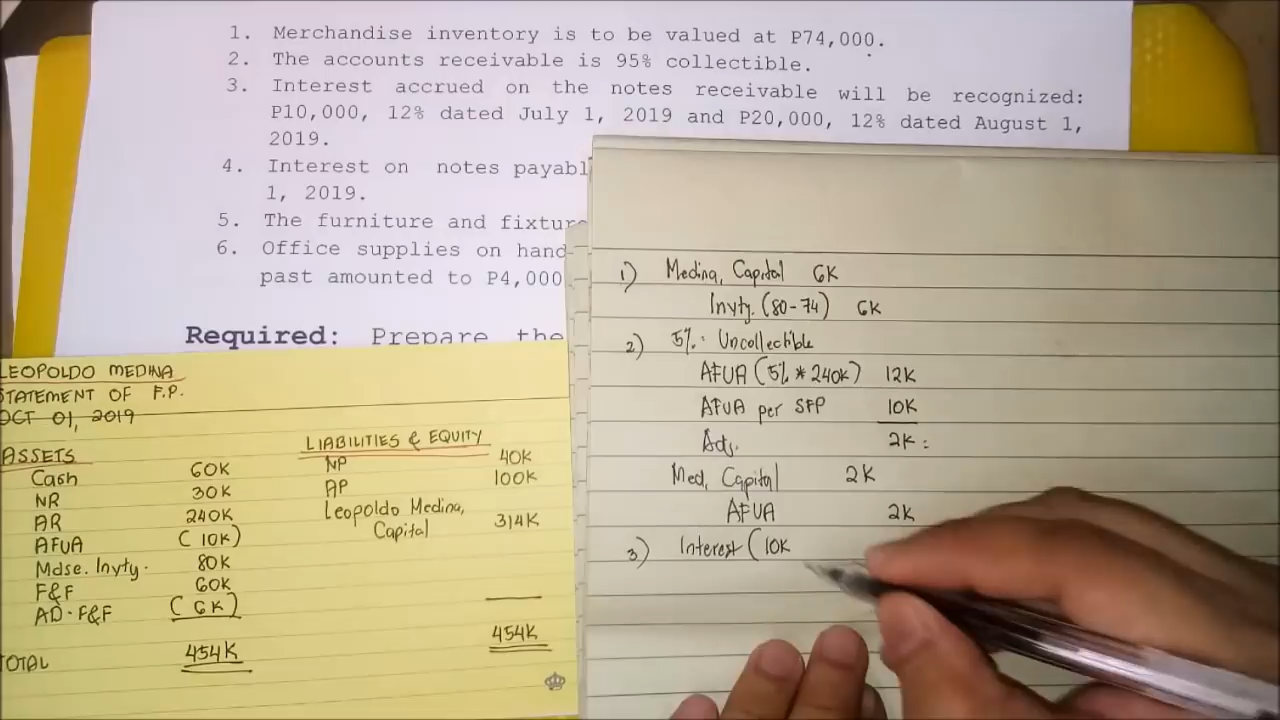 1. Merchandise inventory is to be valued at P74,000.
2. The accounts receivable is 95% collectible.
3. Interest accrued on the notes receivable will be recognized:
P10,000, 12% dated July 1, 2019 and P20,000, 12% dated August 1,
2019.
4. Interest on notes payabl
1, 2019.
5. The furniture and fixture
6. Office supplies on hand
past amounted to P4,000
Required: Prepare the
LEOPOLDO MEDINA
STATEMENT OF F.P.
OCT 01, 2019
ASSETS
Cash 60K
NR 30K
AR 240K
AFUA (10K)
Mdse. Inyty. 80K
F&F 60K
AD-F&F (6K)
TOTAL 454K
LIABILITIES & EQUITY
NP 40K
AP 100K
Leopoldo Medina,
Capital 314K
454K
1) Medina, Capital 6K
Inyty. (80-74) 6K
2) 5%: Uncollectible
AFUA (5% * 240K) 12K
AFUA per SFP 10K
Adj. 2K:
Med, Capital 2K
AFUA 2K
3) Interest (10K